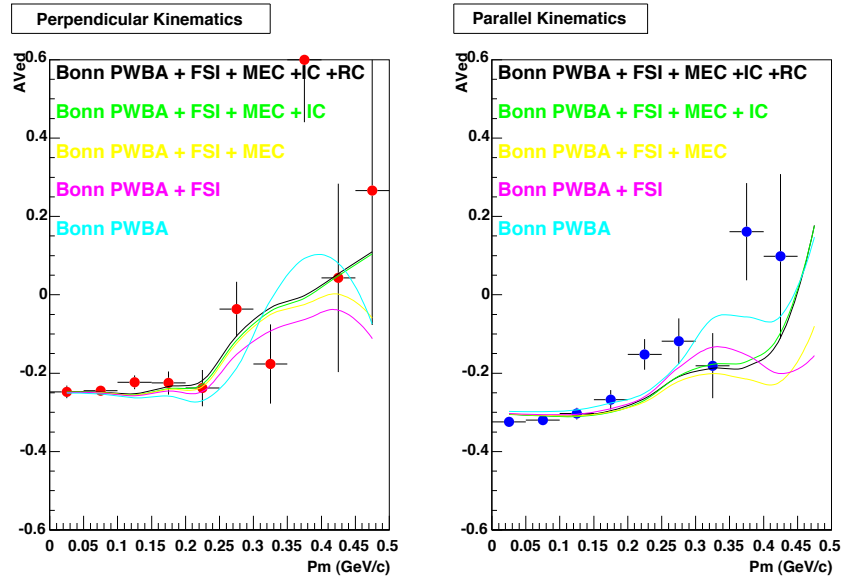 Perpendicular Kinematics
AVed
0.6
0.4
0.2
0
-0.2
-0.4
-0.6
Bonn PWBA + FSI + MEC +IC +RC
Bonn PWBA + FSI + MEC + IC
Bonn PWBA + FSI + MEC
Bonn PWBA + FSI
Bonn PWBA
0 0.05 0.1 0.15 0.2 0.25 0.3 0.35 0.4 0.45 0.5
Pm (GeV/c)
Parallel Kinematics
AVed
0.6
0.4
0.2
0
-0.2
-0.4
-0.6
Bonn PWBA + FSI + MEC +IC +RC
Bonn PWBA + FSI + MEC + IC
Bonn PWBA + FSI + MEC
Bonn PWBA + FSI
Bonn PWBA
0 0.05 0.1 0.15 0.2 0.25 0.3 0.35 0.4 0.45 0.5
Pm (GeV/c)